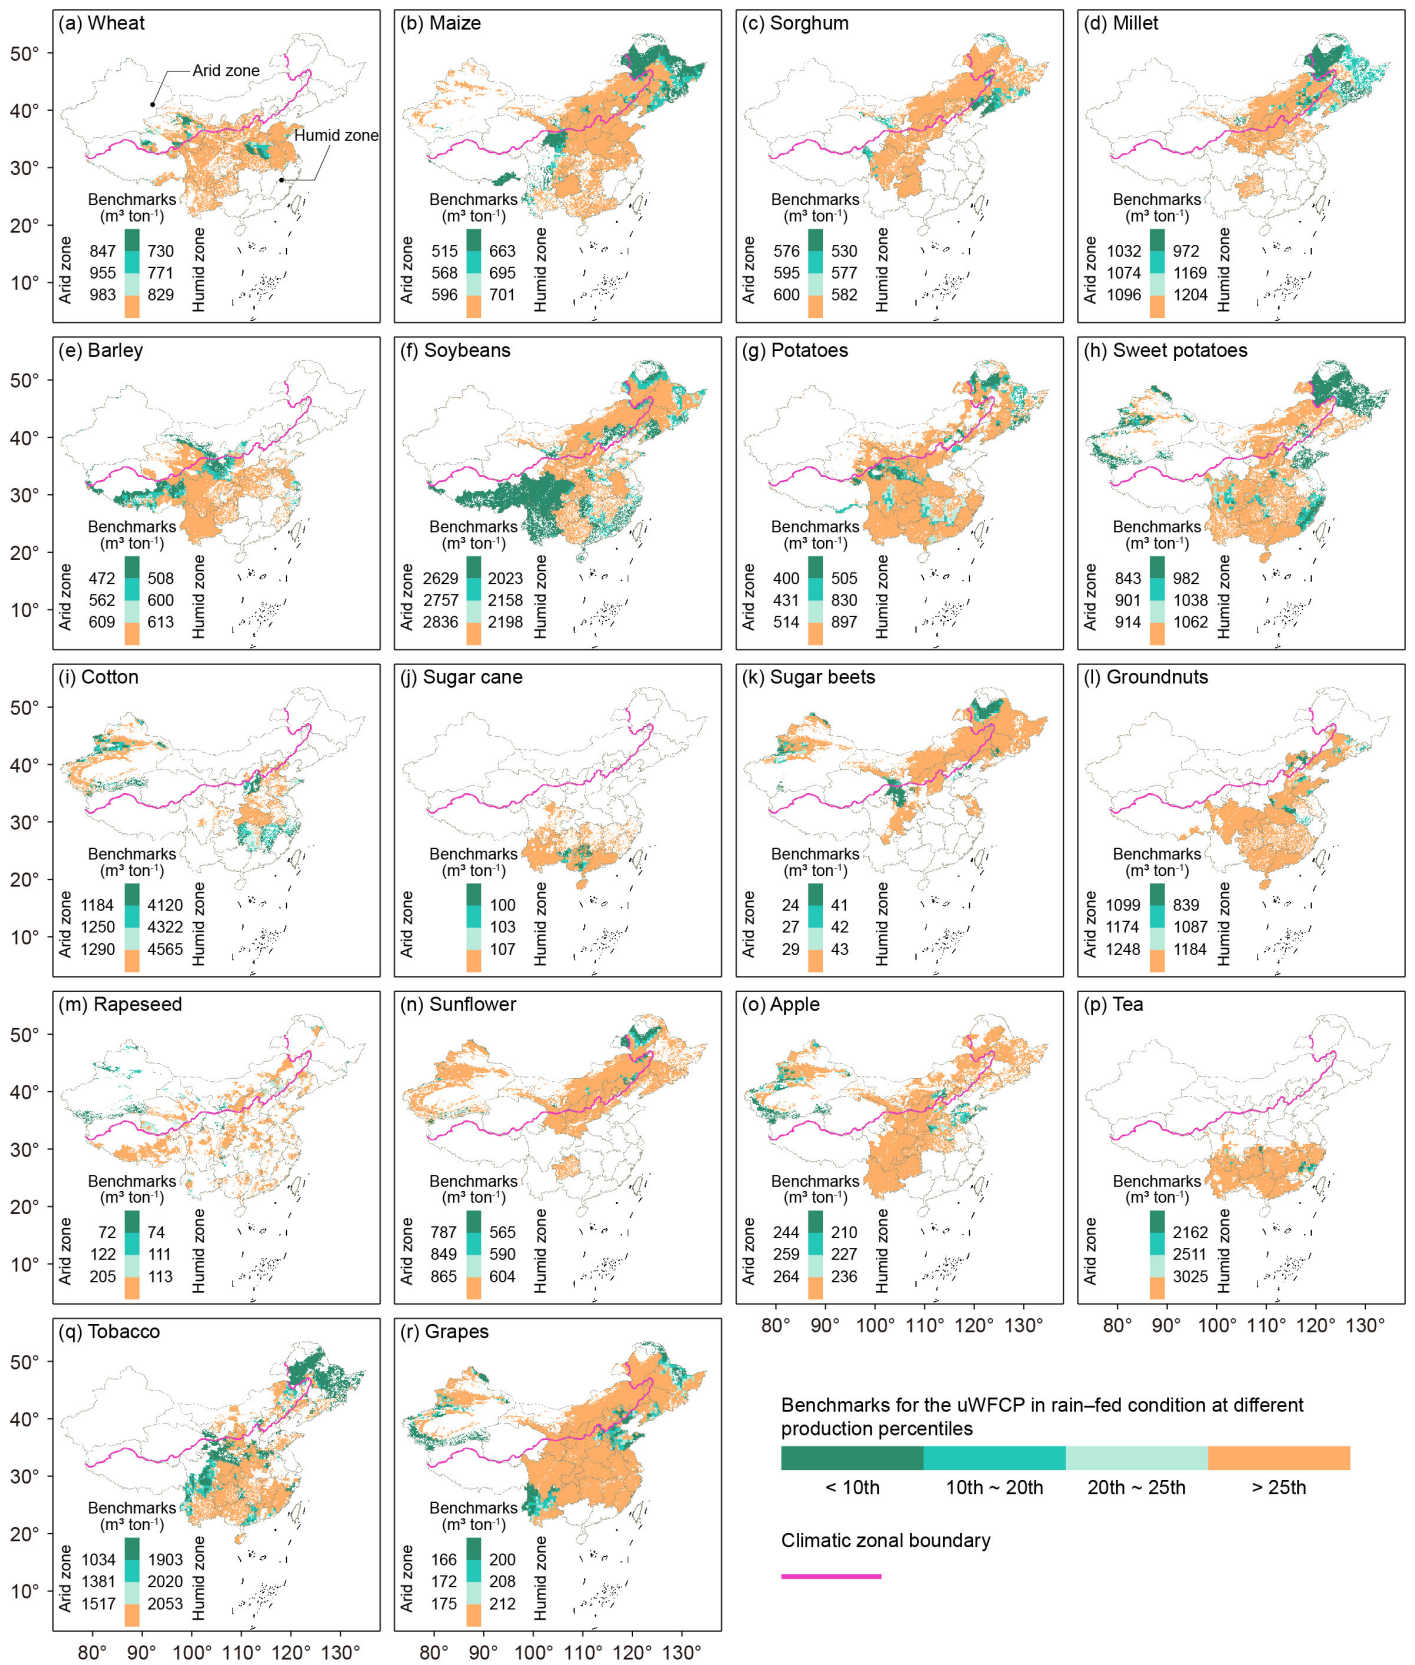 (a) Wheat
50°
40°
30°
20°
10°
Arid zone
Humid zone
Benchmarks
(m³ ton⁻¹)
Arid zone
847 730
955 771
983 829
Humid zone
(b) Maize
Benchmarks
(m³ ton⁻¹)
Arid zone
515 663
568 695
596 701
Humid zone
(c) Sorghum
Benchmarks
(m³ ton⁻¹)
Arid zone
576 530
595 577
600 582
Humid zone
(d) Millet
Benchmarks
(m³ ton⁻¹)
Arid zone
1032 972
1074 1169
1096 1204
Humid zone
(e) Barley
50°
40°
30°
20°
10°
Benchmarks
(m³ ton⁻¹)
Arid zone
472 508
562 600
609 613
Humid zone
(f) Soybeans
Benchmarks
(m³ ton⁻¹)
Arid zone
2629 2023
2757 2158
2836 2198
Humid zone
(g) Potatoes
Benchmarks
(m³ ton⁻¹)
Arid zone
400 505
431 830
514 897
Humid zone
(h) Sweet potatoes
Benchmarks
(m³ ton⁻¹)
Arid zone
843 982
901 1038
914 1062
Humid zone
(i) Cotton
50°
40°
30°
20°
10°
Benchmarks
(m³ ton⁻¹)
Arid zone
1184 4120
1250 4322
1290 4565
Humid zone
(j) Sugar cane
Benchmarks
(m³ ton⁻¹)
Arid zone
100
103
107
Humid zone
(k) Sugar beets
Benchmarks
(m³ ton⁻¹)
Arid zone
24 41
27 42
29 43
Humid zone
(l) Groundnuts
Benchmarks
(m³ ton⁻¹)
Arid zone
1099 839
1174 1087
1248 1184
Humid zone
(m) Rapeseed
50°
40°
30°
20°
10°
Benchmarks
(m³ ton⁻¹)
Arid zone
72 74
122 111
205 113
Humid zone
(n) Sunflower
Benchmarks
(m³ ton⁻¹)
Arid zone
787 565
849 590
865 604
Humid zone
(o) Apple
Benchmarks
(m³ ton⁻¹)
Arid zone
244 210
259 227
264 236
Humid zone
80° 90° 100° 110° 120° 130°
(p) Tea
Benchmarks
(m³ ton⁻¹)
Arid zone
2162
2511
3025
Humid zone
80° 90° 100° 110° 120° 130°
(q) Tobacco
50°
40°
30°
20°
10°
Benchmarks
(m³ ton⁻¹)
Arid zone
1034 1903
1381 2020
1517 2053
Humid zone
80° 90° 100° 110° 120° 130°
(r) Grapes
Benchmarks
(m³ ton⁻¹)
Arid zone
166 200
172 208
175 212
Humid zone
80° 90° 100° 110° 120° 130°
Benchmarks for the uWFCP in rain–fed condition at different
production percentiles
< 10th 10th ~ 20th 20th ~ 25th > 25th
Climatic zonal boundary